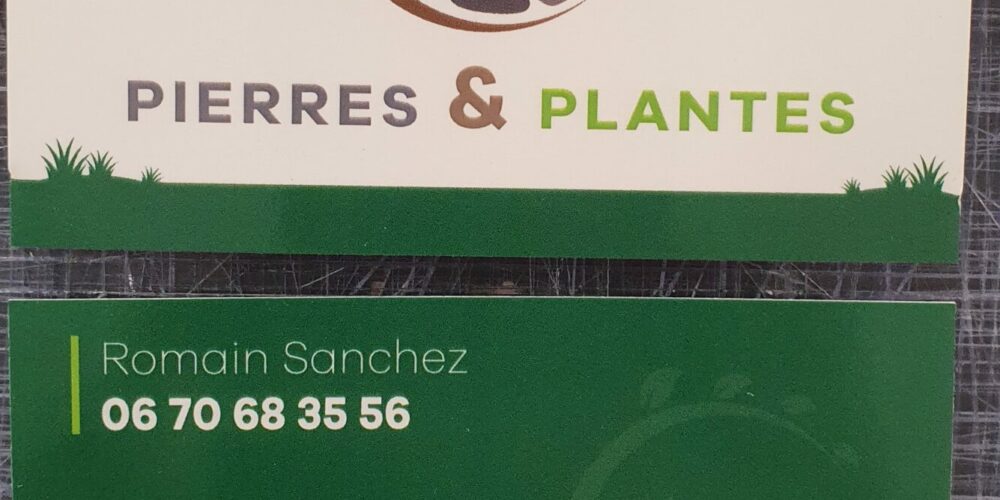 PIERRES & PLANTES
Romain Sanchez
06 70 68 35 56